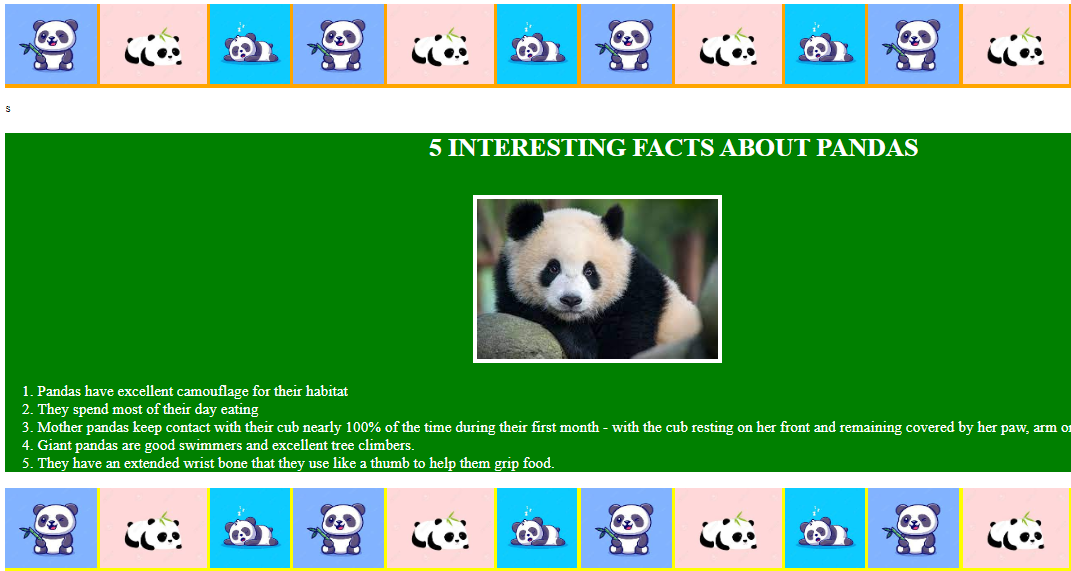 s
5 INTERESTING FACTS ABOUT PANDAS
1. Pandas have excellent camouflage for their habitat
2. They spend most of their day eating
3. Mother pandas keep contact with their cub nearly 100% of the time during their first month - with the cub resting on her front and remaining covered by her paw, arm or
4. Giant pandas are good swimmers and excellent tree climbers.
5. They have an extended wrist bone that they use like a thumb to help them grip food.